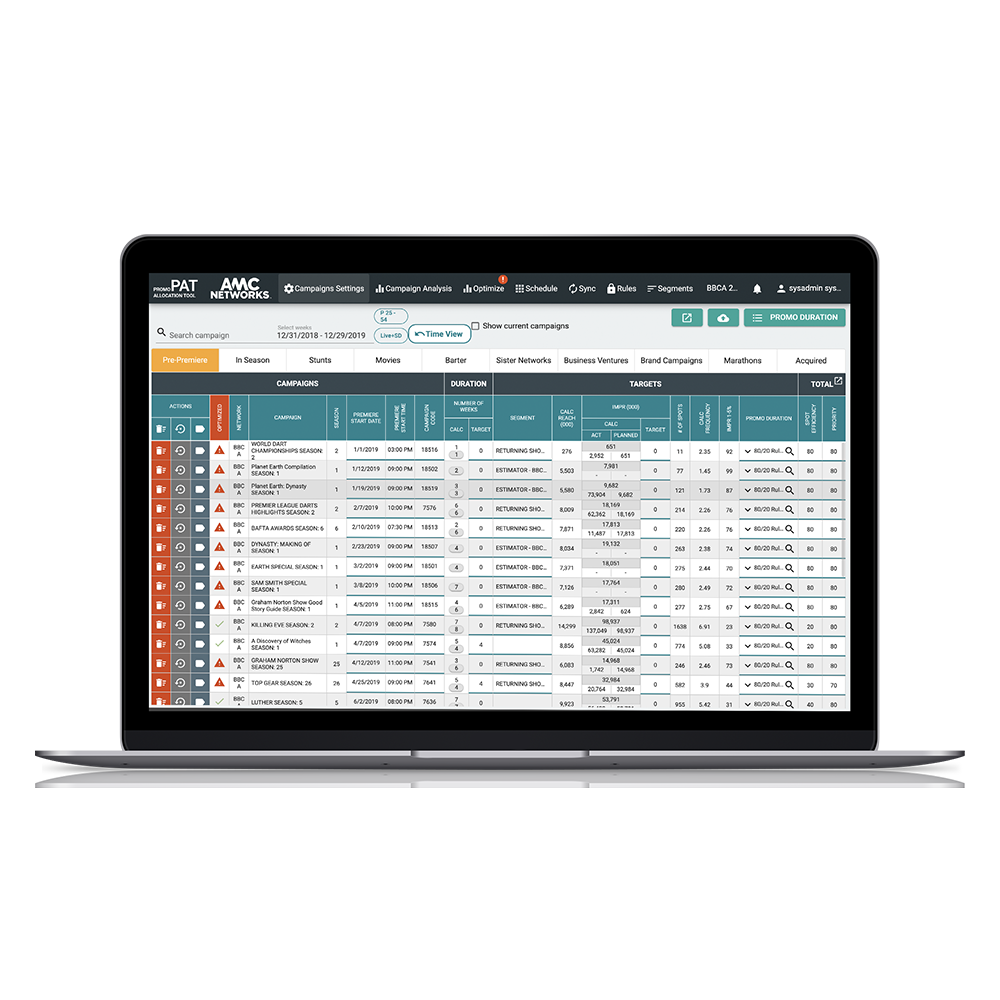 PROMO PAT
ALLOCATION TOOL
AMC
NETWORKS
Campaigns Settings
Campaign Analysis
Optimize
Schedule
Sync
Rules
Segments
BBCA 2...
sysadmin sys...
Search campaign
Select weeks
12/31/2018 - 12/29/2019
P 25 -
54
Live+SD
Time View
Show current campaigns
PROMO DURATION
Pre-Premiere In Season Stunts Movies Barter Sister Networks Business Ventures Brand Campaigns Marathons Acquired
CAMPAIGNS DURATION TARGETS TOTAL
ACTIONS
OPTIMIZED
NETWORK
CAMPAIGN
SEASON
PREMIERE
START DATE
PREMIERE
START TIME
CAMPAIGN
CODE
NUMBER OF
WEEKS
CALC TARGET
SEGMENT
CALC
REACH
(000)
IMPR (000)
CALC
ACT PLANNED
TARGET
# OF SPOTS
CALC
FREQUENCY
IMPR 1-5%
PROMO DURATION
SPOT
EFFICIENCY
PRIORITY
BBC A WORLD DART CHAMPIONSHIPS SEASON: 2 2 1/1/2019 03:00 PM 18516 1 1 0 RETURNING SHO... 276 651 2,952 651 0 11 2.35 92 80/20 Rul... 80 80
BBC A Planet Earth Compilation SEASON: 1 1 1/12/2019 09:00 PM 18502 2 0 ESTIMATOR - BBC... 5,503 7,981 - - 0 77 1.45 99 80/20 Rul... 80 80
BBC A Planet Earth: Dynasty SEASON: 1 1 1/19/2019 09:00 PM 18519 3 3 0 ESTIMATOR - BBC... 5,580 9,682 73,904 9,682 0 121 1.73 87 80/20 Rul... 80 80
BBC A PREMIER LEAGUE DARTS HIGHLIGHTS SEASON: 2 2 2/7/2019 10:00 PM 7576 6 6 0 RETURNING SHO... 8,009 18,169 62,362 18,169 0 214 2.26 76 80/20 Rul... 80 80
BBC A BAFTA AWARDS SEASON: 6 6 2/10/2019 07:30 PM 18513 2 6 0 RETURNING SHO... 7,871 17,813 11,487 17,813 0 220 2.26 76 80/20 Rul... 80 80
BBC A DYNASTY: MAKING OF SEASON: 1 1 2/23/2019 09:00 PM 18507 4 0 ESTIMATOR - BBC... 8,034 19,132 - - 0 263 2.38 74 80/20 Rul... 80 80
BBC A EARTH SPECIAL SEASON: 1 1 3/2/2019 09:00 PM 18501 4 0 ESTIMATOR - BBC... 7,371 18,051 - - 0 275 2.44 70 80/20 Rul... 80 80
BBC A SAM SMITH SPECIAL SEASON: 1 1 3/8/2019 10:00 PM 18506 7 0 ESTIMATOR - BBC... 7,126 17,764 - - 0 280 2.49 72 80/20 Rul... 80 80
BBC A Graham Norton Show Good Story Guide SEASON: 1 1 4/5/2019 11:00 PM 18515 4 6 0 ESTIMATOR - BBC... 6,289 17,311 2,842 624 0 277 2.75 67 80/20 Rul... 80 80
BBC A KILLING EVE SEASON: 2 2 4/7/2019 08:00 PM 7580 7 8 0 RETURNING SHO... 14,299 98,937 137,049 98,937 0 1638 6.91 23 80/20 Rul... 20 80
BBC A A Discovery of Witches SEASON: 1 1 4/7/2019 09:00 PM 7574 5 4 4 8,856 45,024 63,282 45,024 0 774 5.08 33 80/20 Rul... 20 80
BBC A GRAHAM NORTON SHOW SEASON: 25 25 4/12/2019 11:00 PM 7541 3 6 0 RETURNING SHO... 6,083 14,968 1,742 14,968 0 246 2.46 73 80/20 Rul... 80 80
BBC A TOP GEAR SEASON: 26 26 4/25/2019 09:00 PM 7641 5 4 4 RETURNING SHO... 8,447 32,984 20,764 32,984 0 582 3.9 44 80/20 Rul... 30 70
BBC LUTHER SEASON: 5 5 6/2/2019 08:00 PM 7636 7 0 9,923 53,791 0 955 5.42 31 80/20 Rul... 40 80